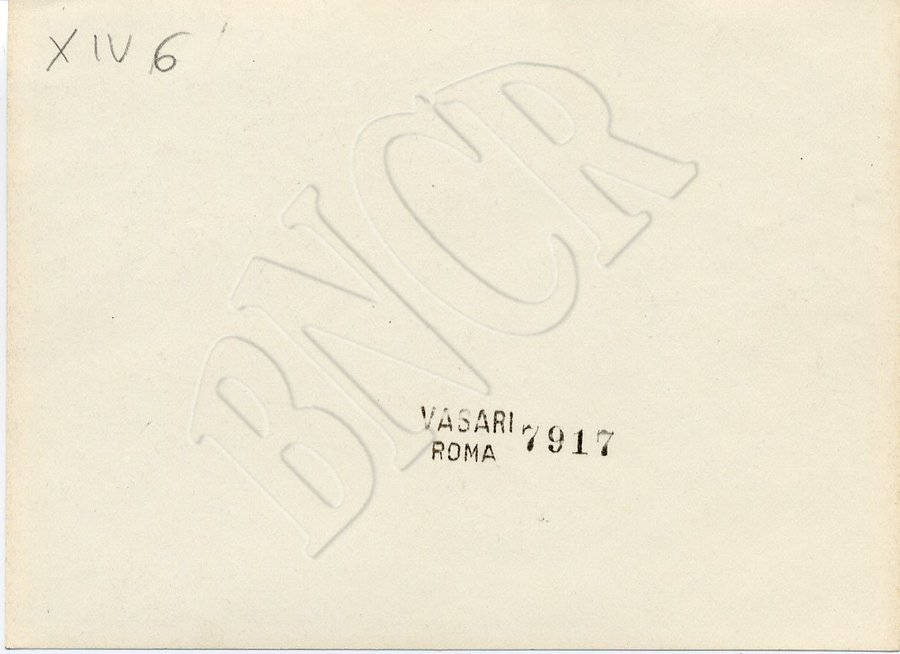 XIV 6
BNCR
VASARI 7917
ROMA